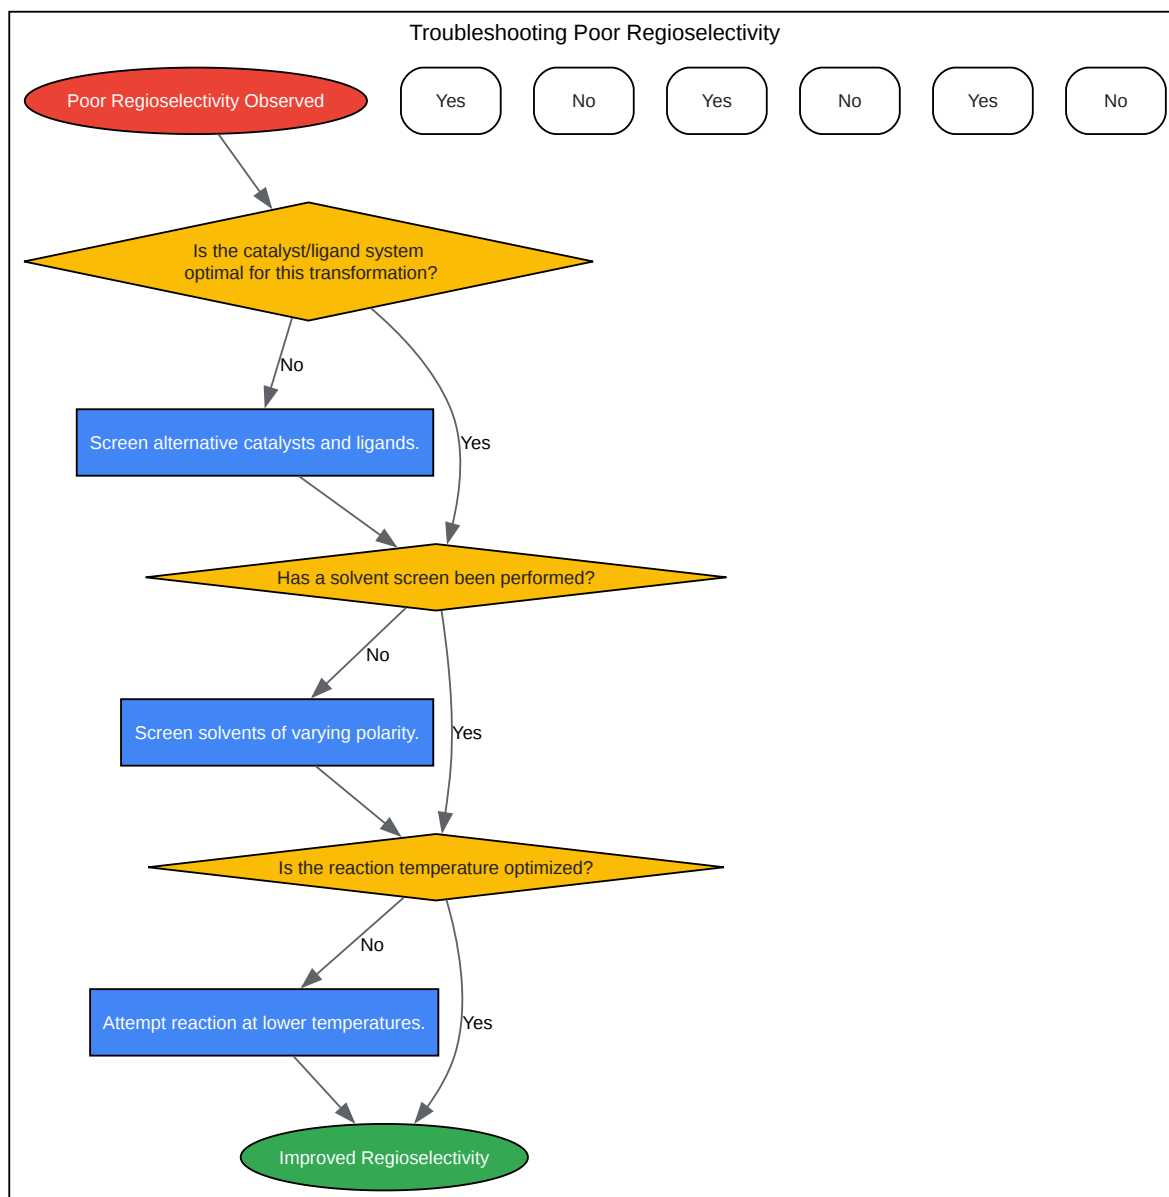 Troubleshooting Poor Regioselectivity
Poor Regioselectivity Observed
Yes
No
Yes
No
Yes
No
Is the catalyst/ligand system
optimal for this transformation?
No
Screen alternative catalysts and ligands.
Yes
Has a solvent screen been performed?
No
Screen solvents of varying polarity.
Yes
Is the reaction temperature optimized?
No
Attempt reaction at lower temperatures.
Yes
Improved Regioselectivity